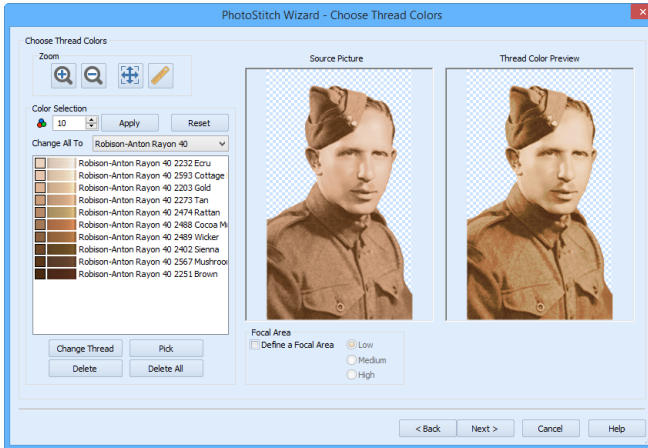 PhotoStitch Wizard - Choose Thread Colors
Choose Thread Colors
Zoom
Color Selection
10
Apply
Reset
Change All To
Robison-Anton Rayon 40
Robison-Anton Rayon 40 2232 Ecru
Robison-Anton Rayon 40 2593 Cottage
Robison-Anton Rayon 40 2203 Gold
Robison-Anton Rayon 40 2273 Tan
Robison-Anton Rayon 40 2474 Rattan
Robison-Anton Rayon 40 2488 Cocoa M
Robison-Anton Rayon 40 2489 Wicker
Robison-Anton Rayon 40 2402 Sienna
Robison-Anton Rayon 40 2567 Mushroo
Robison-Anton Rayon 40 2251 Brown
Change Thread
Pick
Delete
Delete All
Source Picture
Thread Color Preview
Focal Area
Define a Focal Area
Low
Medium
High
< Back
Next >
Cancel
Help